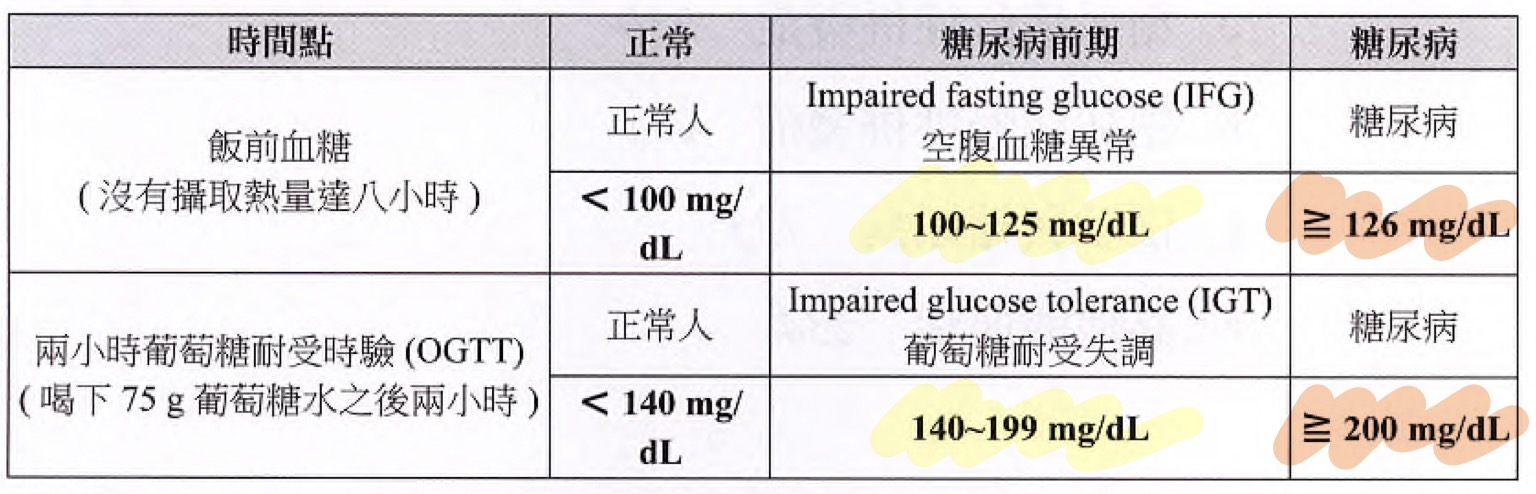 時間點 正常 糖尿病前期 糖尿病
飯前血糖
( 沒有攝取熱量達八小時 )
正常人
Impaired fasting glucose (IFG)
空腹血糖異常
糖尿病
< 100 mg/
dL
100~125 mg/dL
≧ 126 mg/dL
兩小時葡萄糖耐受時驗 (OGTT)
( 喝下 75 g 葡萄糖水之後兩小時 )
正常人
Impaired glucose tolerance (IGT)
葡萄糖耐受失調
糖尿病
< 140 mg/
dL
140~199 mg/dL
≧ 200 mg/dL